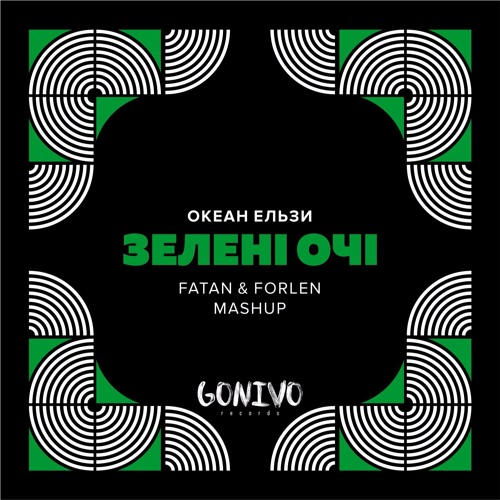 ОКЕАН ЕЛЬЗИ
ЗЕЛЕНІ ОЧІ
FATAN & FORLEN
MASHUP
GONIVO
records